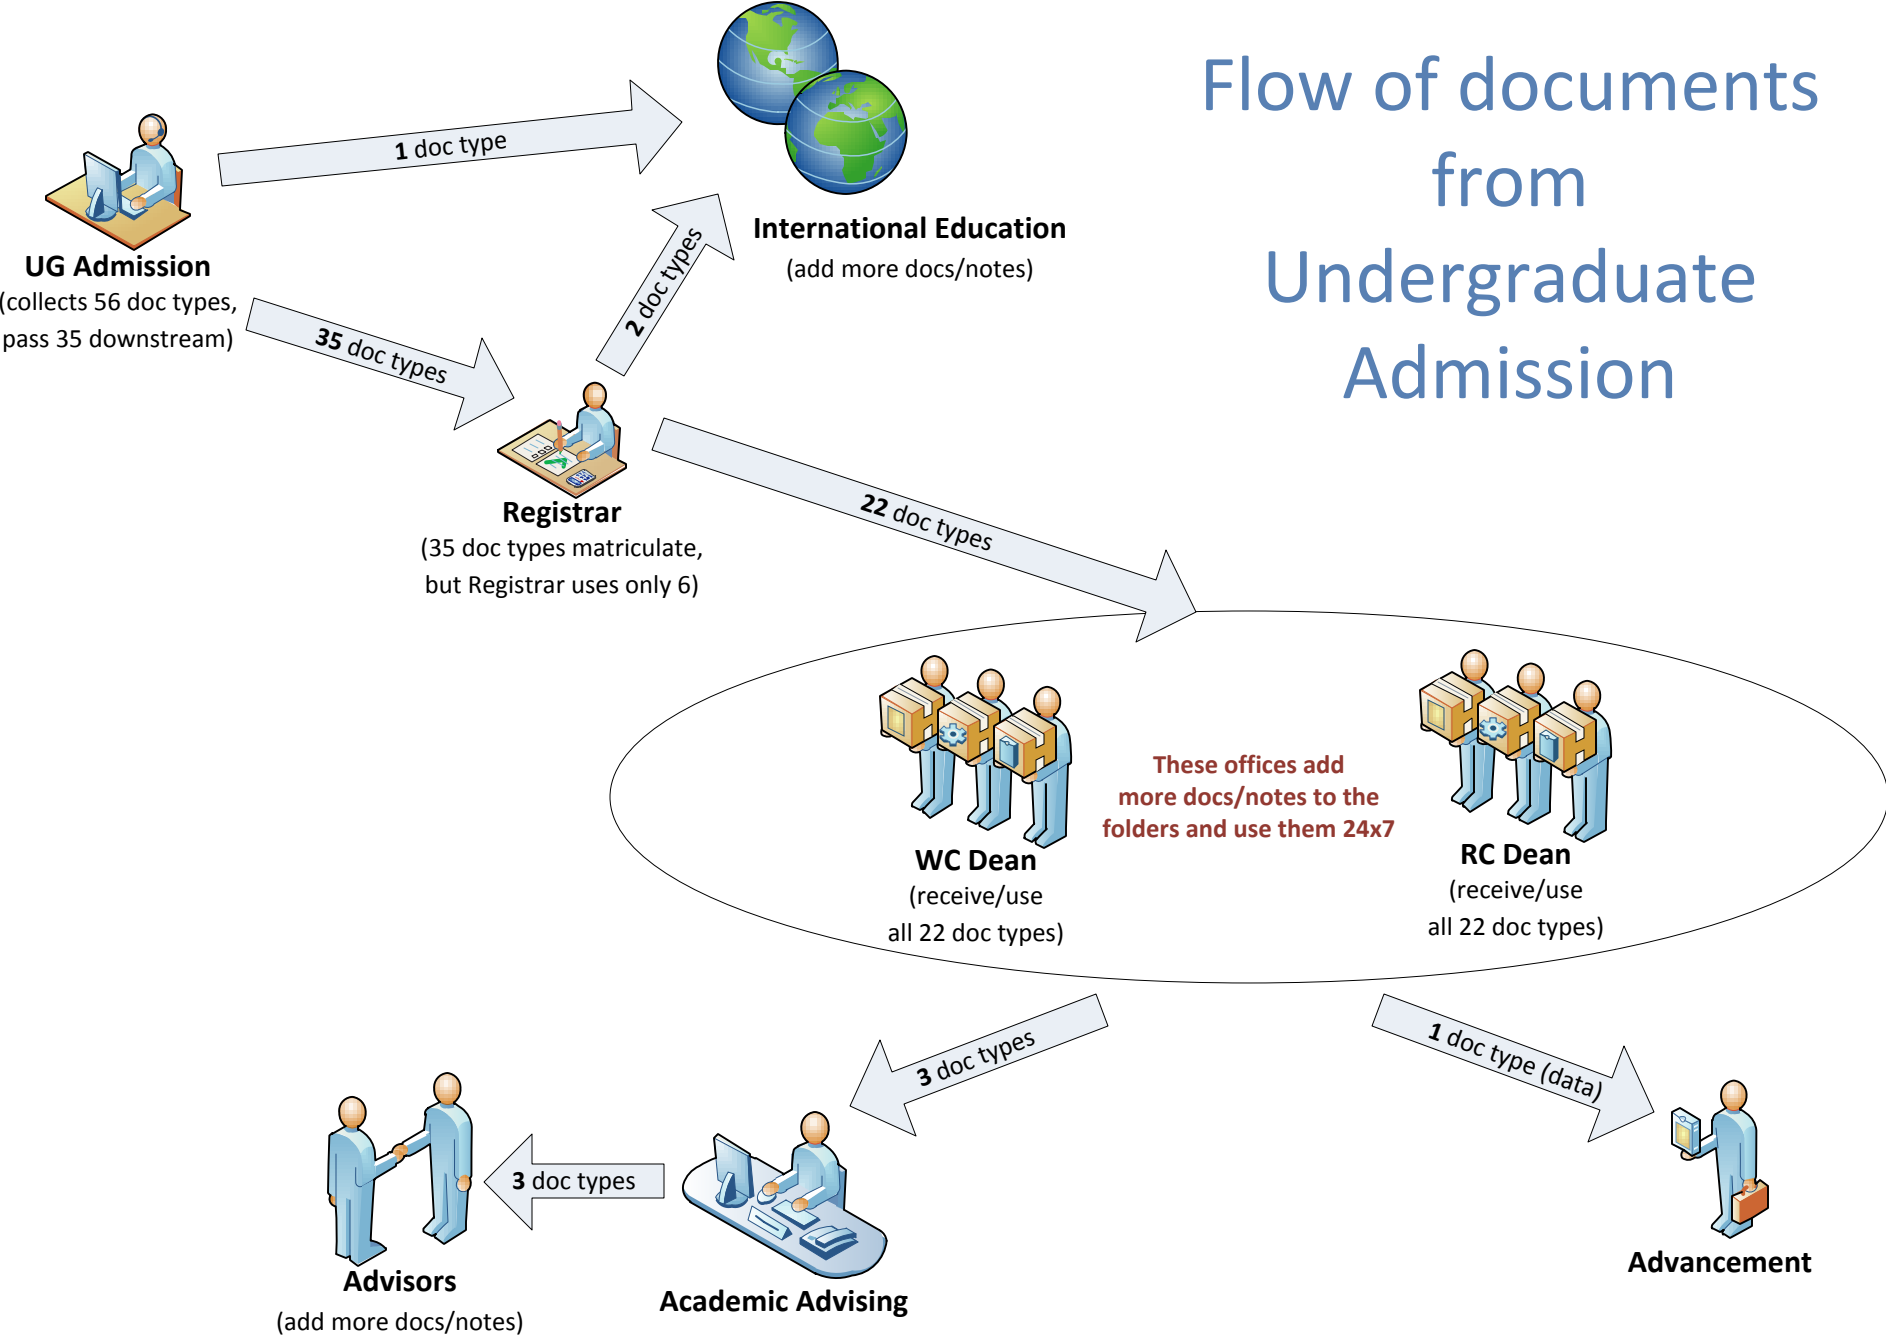 Flow of documents
from
Undergraduate
Admission
1 doc type
International Education
(add more docs/notes)
UG Admission
(collects 56 doc types,
pass 35 downstream)
2 doc types
35 doc types
Registrar
(35 doc types matriculate,
but Registrar uses only 6)
22 doc types
These offices add
more docs/notes to the
folders and use them 24x7
WC Dean
(receive/use
all 22 doc types)
RC Dean
(receive/use
all 22 doc types)
3 doc types
1 doc type (data)
3 doc types
Advisors
(add more docs/notes)
Academic Advising
Advancement